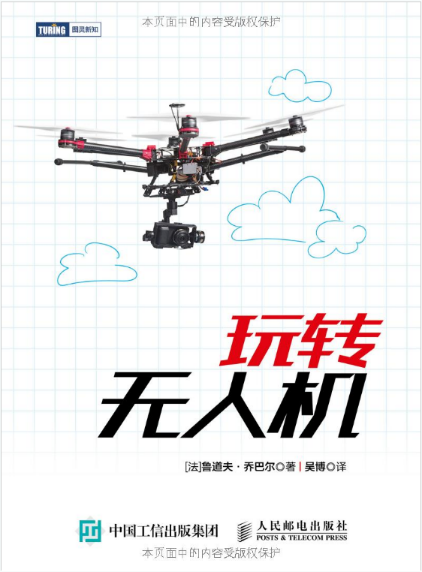 本页面中的内容受版权保护
TURING 图灵新知
玩转
无人机
[法]鲁道夫·乔巴尔◎著 | 吴博◎译
中国工信出版集团 人民邮电出版社
POSTS & TELECOM PRESS
本页面中的内容受版权保护